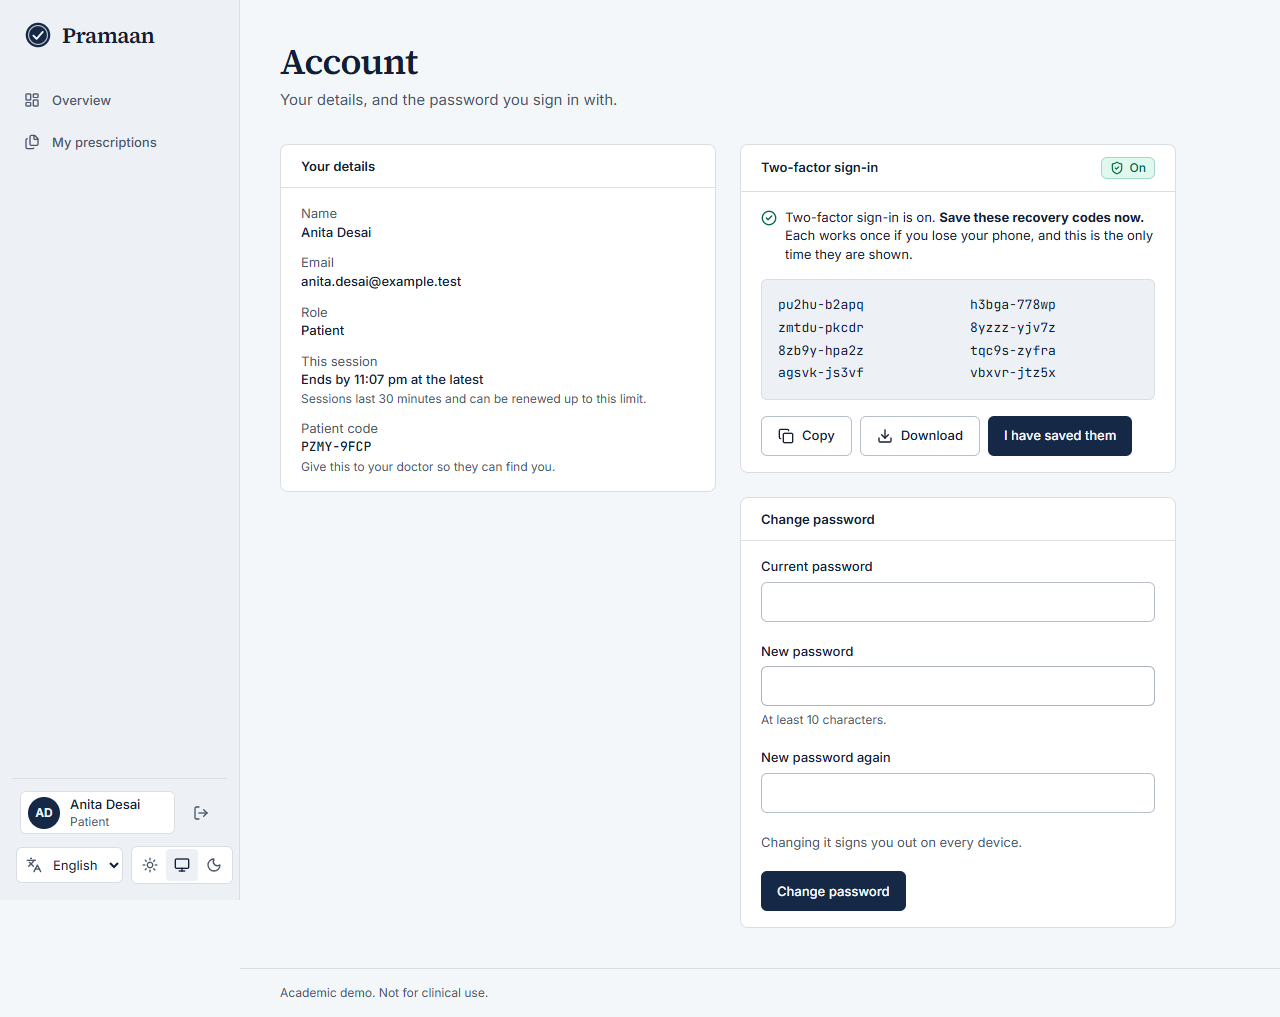 Pramaan
Overview
My prescriptions
Anita Desai
AD
Patient
English
Account
Your details, and the password you sign in with.
Your details
Name
Anita Desai
Email
anita.desai@example.test
Role
Patient
This session
Ends by 11:07 pm at the latest
Sessions last 30 minutes and can be renewed up to this limit.
Patient code
PZMY-9FCP
Give this to your doctor so they can find you.
Two-factor sign-in
On
Two-factor sign-in is on. Save these recovery codes now.
Each works once if you lose your phone, and this is the only
time they are shown.
pu2hu-b2apq h3bga-778wp
zmtdu-pkcdr 8yzzz-yjv7z
8zb9y-hpa2z tqc9s-zyfra
agsvk-js3vf vbxvr-jtz5x
Copy
Download
I have saved them
Change password
Current password
New password
At least 10 characters.
New password again
Changing it signs you out on every device.
Change password
Academic demo. Not for clinical use.